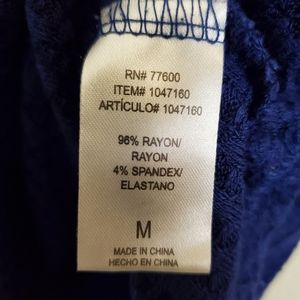 RN# 77600
ITEM# 1047160
ARTÍCULO# 1047160
96% RAYON/
RAYON
4% SPANDEX/
ELASTANO
M
MADE IN CHINA
HECHO EN CHINA